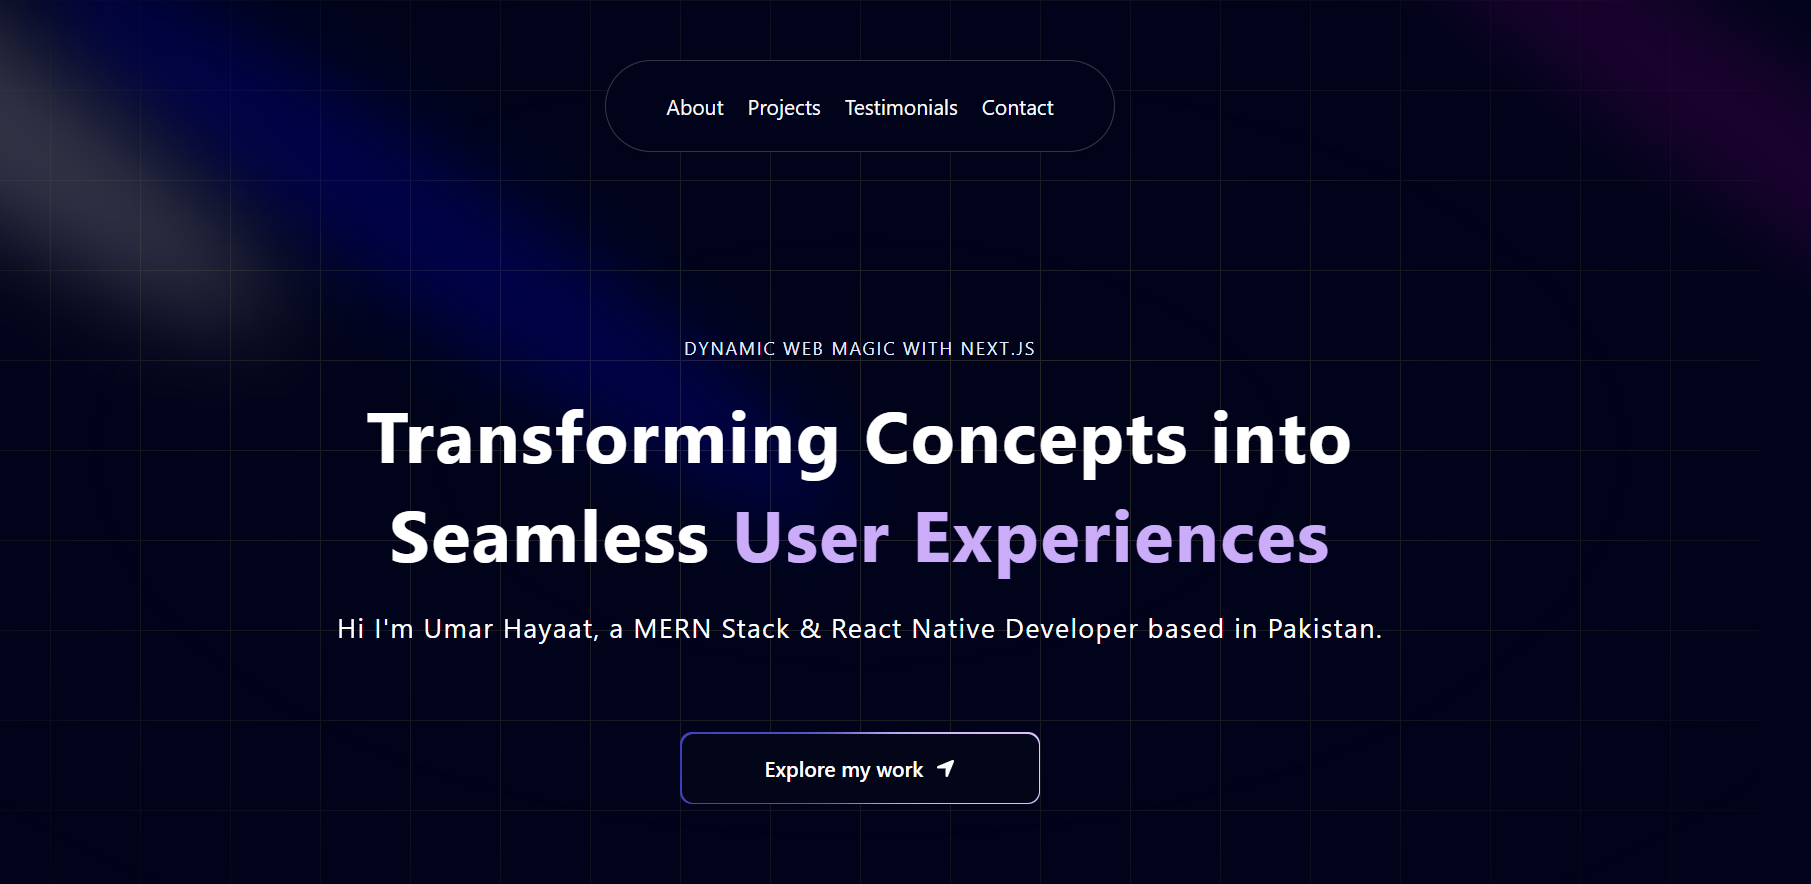 About Projects Testimonials Contact
DYNAMIC WEB MAGIC WITH NEXT.JS
Transforming Concepts into
Seamless User Experiences
Hi I'm Umar Hayaat, a MERN Stack & React Native Developer based in Pakistan.
Explore my work